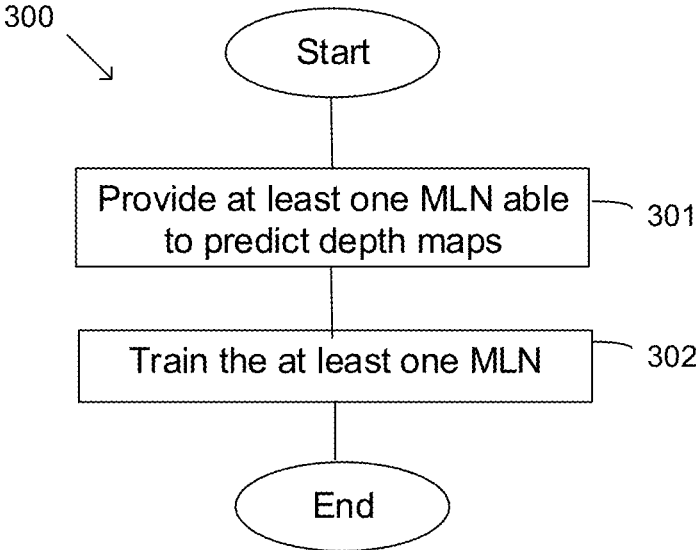 300
Start
Provide at least one MLN able
to predict depth maps
301
Train the at least one MLN
302
End